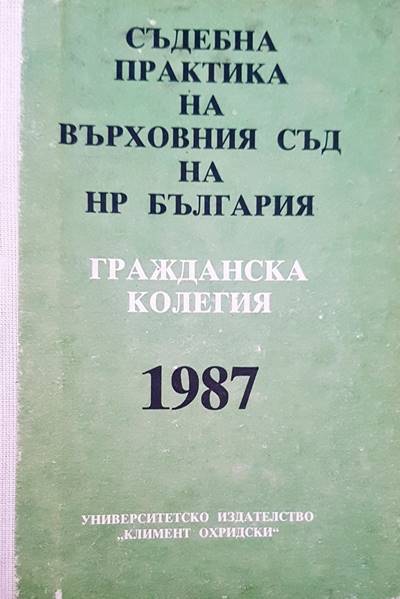 СЪДЕБНА
ПРАКТИКА
НА
ВЪРХОВНИЯ СЪД
НА
НР БЪЛГАРИЯ
ГРАЖДАНСКА
КОЛЕГИЯ
1987
УНИВЕРСИТЕТСКО ИЗДАТЕЛСТВО
„КЛИМЕНТ ОХРИДСКИ“